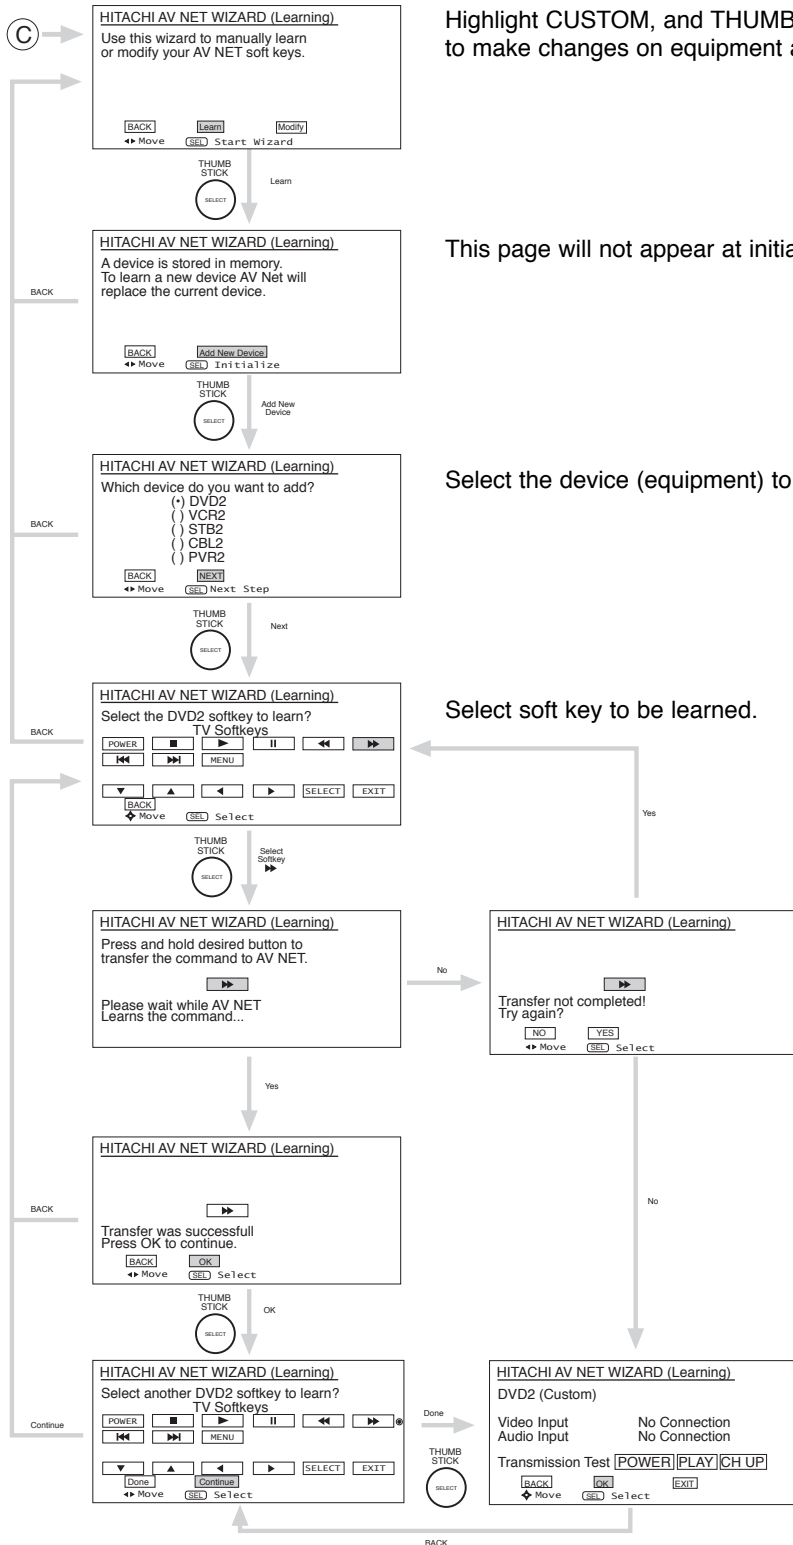 C
HITACHI AV NET WIZARD (Learning)
Use this wizard to manually learn
or modify your AV NET soft keys.
BACK Learn Modify
Move SEL Start Wizard
Highlight CUSTOM, and THUMB
to make changes on equipment a
THUMB
STICK
SELECT
Learn
HITACHI AV NET WIZARD (Learning)
A device is stored in memory.
To learn a new device AV Net will
replace the current device.
BACK Add New Device
Move SEL Initialize
This page will not appear at initia
BACK
THUMB
STICK
SELECT
Add New
Device
HITACHI AV NET WIZARD (Learning)
Which device do you want to add?
(•) DVD2
( ) VCR2
( ) STB2
( ) CBL2
( ) PVR2
BACK NEXT
Move SEL Next Step
Select the device (equipment) to
BACK
THUMB
STICK
SELECT
Next
HITACHI AV NET WIZARD (Learning)
Select the DVD2 softkey to learn?
TV Softkeys
POWER ■ ▶ II ◀◀ ▶▶
I◀◀ ▶▶I MENU
▼ ▲ ◀ ▶ SELECT EXIT
BACK
Move SEL Select
Select soft key to be learned.
BACK
Yes
THUMB
STICK
SELECT
Select
Softkey
▶▶
HITACHI AV NET WIZARD (Learning)
Press and hold desired button to
transfer the command to AV NET.
▶▶
Please wait while AV NET
Learns the command...
No
HITACHI AV NET WIZARD (Learning)
▶▶
Transfer not completed!
Try again?
NO YES
Move SEL Select
Yes
HITACHI AV NET WIZARD (Learning)
▶▶
Transfer was successfull
Press OK to continue.
BACK OK
Move SEL Select
BACK
No
THUMB
STICK
SELECT
OK
HITACHI AV NET WIZARD (Learning)
Select another DVD2 softkey to learn?
TV Softkeys
POWER ■ ▶ II ◀◀ ▶▶
I◀◀ ▶▶I MENU
▼ ▲ ◀ ▶ SELECT EXIT
Done Continue
Move SEL Select
Continue
Done
THUMB
STICK
SELECT
HITACHI AV NET WIZARD (Learning)
DVD2 (Custom)
Video Input No Connection
Audio Input No Connection
Transmission Test POWER PLAY CH UP
BACK OK EXIT
Move SEL Select
BACK